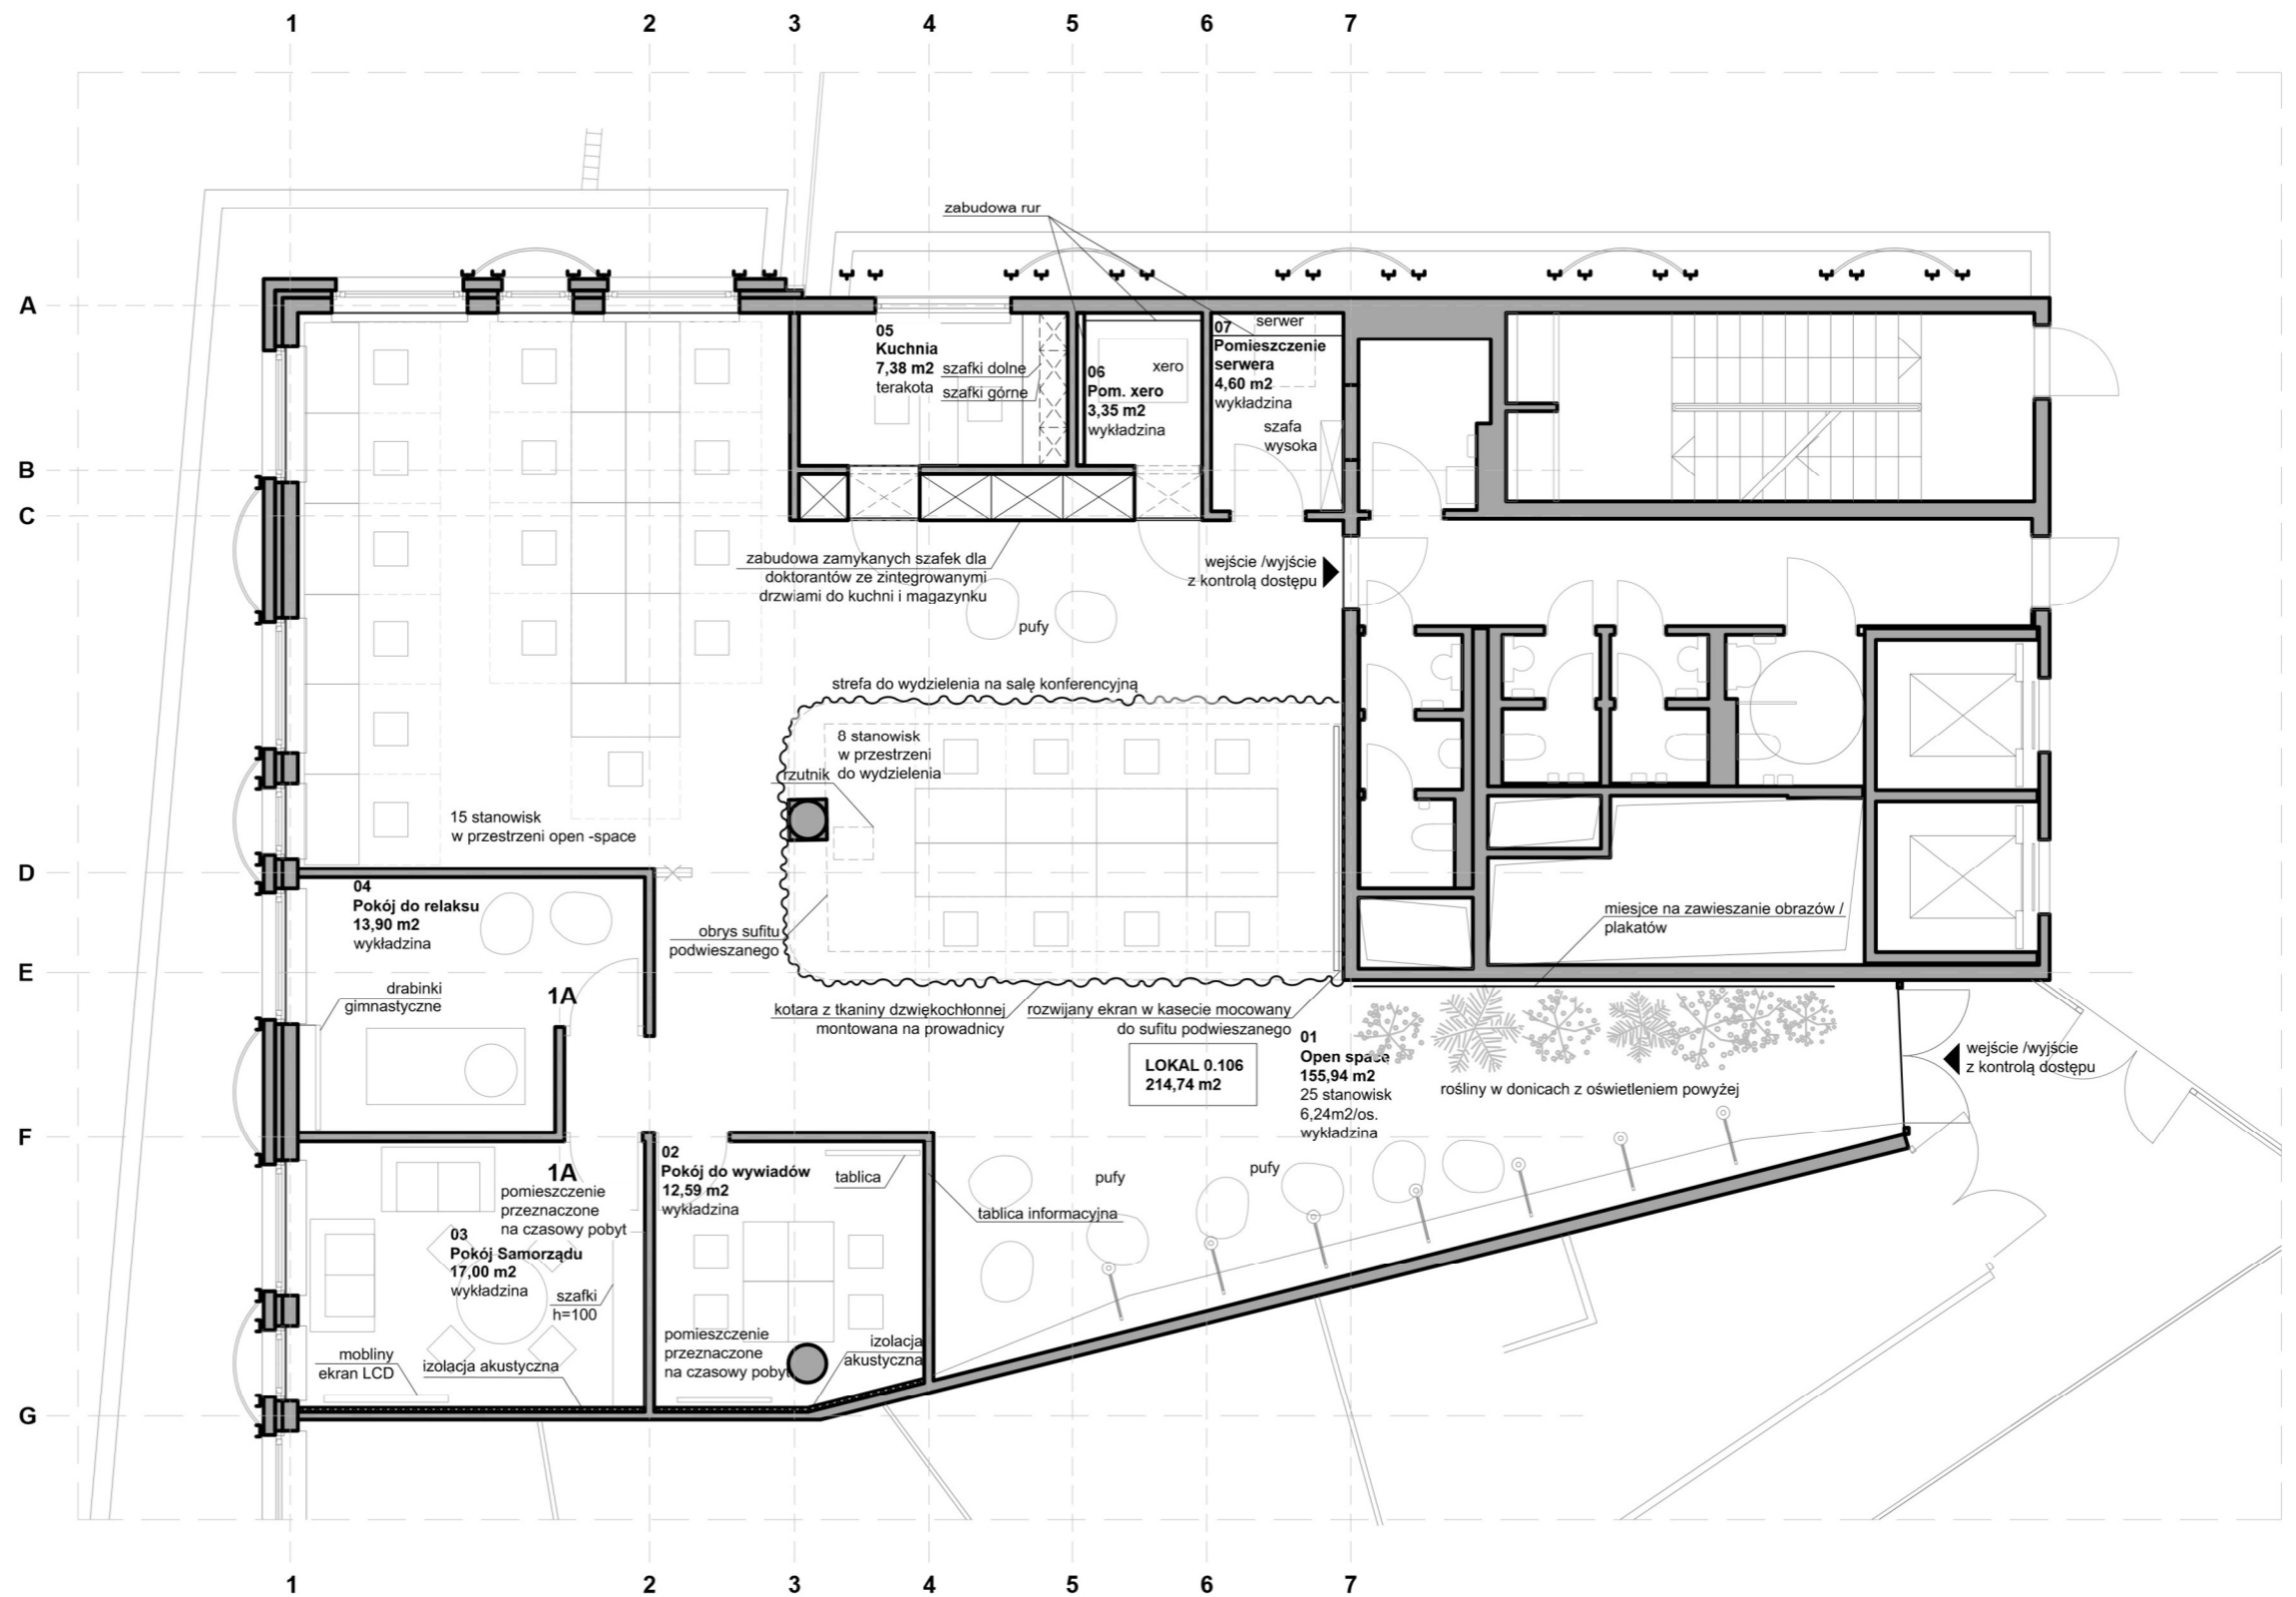 1 2 3 4 5 6 7
zabudowa rur
A
05
Kuchnia
7,38 m2
terakota
szafki dolne
szafki górne
06
Pom. xero
3,35 m2
wykładzina
xero
07
serwer
Pomieszczenie
serwera
4,60 m2
wykładzina
szafa
wysoka
B
C
zabudowa zamykanych szafek dla
doktorantów ze zintegrowanymi
drzwiami do kuchni i magazynku
wejście /wyjście
z kontrolą dostępu
pufy
strefa do wydzielenia na salę konferencyjną
8 stanowisk
w przestrzeni
do wydzielenia
rzutnik
15 stanowisk
w przestrzeni open -space
D
04
Pokój do relaksu
13,90 m2
wykładzina
obrys sufitu
podwieszanego
miesjce na zawieszanie obrazów /
plakatów
E
drabinki
gimnastyczne
1A
kotara z tkaniny dzwiękochłonnej
montowana na prowadnicy
rozwijany ekran w kasecie mocowany
do sufitu podwieszanego
LOKAL 0.106
214,74 m2
01
Open space
155,94 m2
25 stanowisk
6,24m2/os.
wykładzina
rośliny w donicach z oświetleniem powyżej
wejście /wyjście
z kontrolą dostępu
F
1A
pomieszczenie
przeznaczone
na czasowy pobyt
02
Pokój do wywiadów
12,59 m2
wykładzina
tablica
tablica informacyjna
pufy
pufy
03
Pokój Samorządu
17,00 m2
wykładzina
szafki
h=100
mobliny
ekran LCD
izolacja akustyczna
pomieszczenie
przeznaczone
na czasowy pobyt
izolacja
akustyczna
G
1 2 3 4 5 6 7